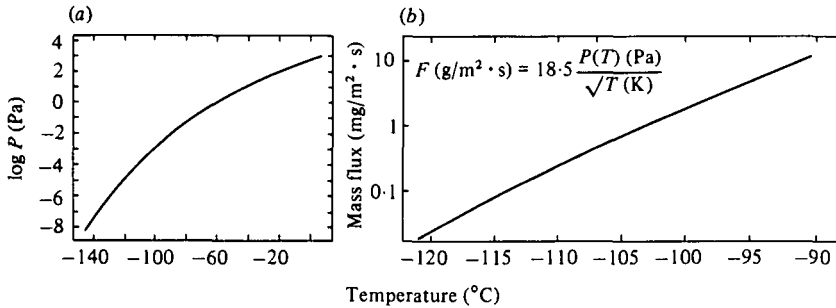 (a)
4
2
0
−2
−4
−6
−8
log P (Pa)
−140 −100 −60 −20
(b)
10
1
0·1
Mass flux (mg/m² · s)
F (g/m² · s) = 18·5 P(T) (Pa) / √T (K)
−120 −115 −110 −105 −100 −95 −90
Temperature (°C)